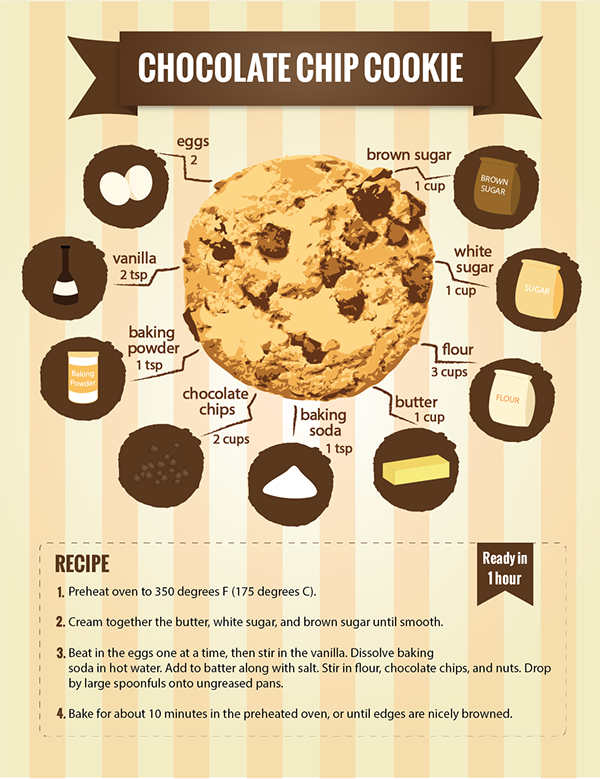 CHOCOLATE CHIP COOKIE
eggs
2
brown sugar
1 cup
BROWN
SUGAR
vanilla
2 tsp
white
sugar
1 cup
SUGAR
baking
powder
1 tsp
Baking
Powder
flour
3 cups
FLOUR
chocolate
chips
2 cups
baking
soda
1 tsp
butter
1 cup
RECIPE
Ready in
1 hour
1. Preheat oven to 350 degrees F (175 degrees C).
2. Cream together the butter, white sugar, and brown sugar until smooth.
3. Beat in the eggs one at a time, then stir in the vanilla. Dissolve baking
soda in hot water. Add to batter along with salt. Stir in flour, chocolate chips, and nuts. Drop
by large spoonfuls onto ungreased pans.
4. Bake for about 10 minutes in the preheated oven, or until edges are nicely browned.